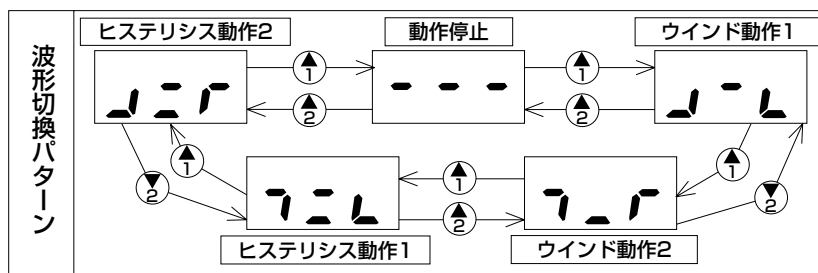 波形切換パターン
ヒステリシス動作2
動作停止
ウインド動作1
▲1
▲1
▲2
▲2
- - -
▲1
▼2
▲1
▲2
▲1
▼2
ヒステリシス動作1
ウインド動作2